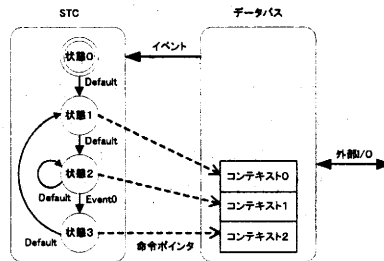 STC
データパス
イベント
状態0
Default
状態1
Default
状態2
Default
Event0
状態3
Default
命令ポインタ
コンテキスト0
コンテキスト1
コンテキスト2
外部I/O